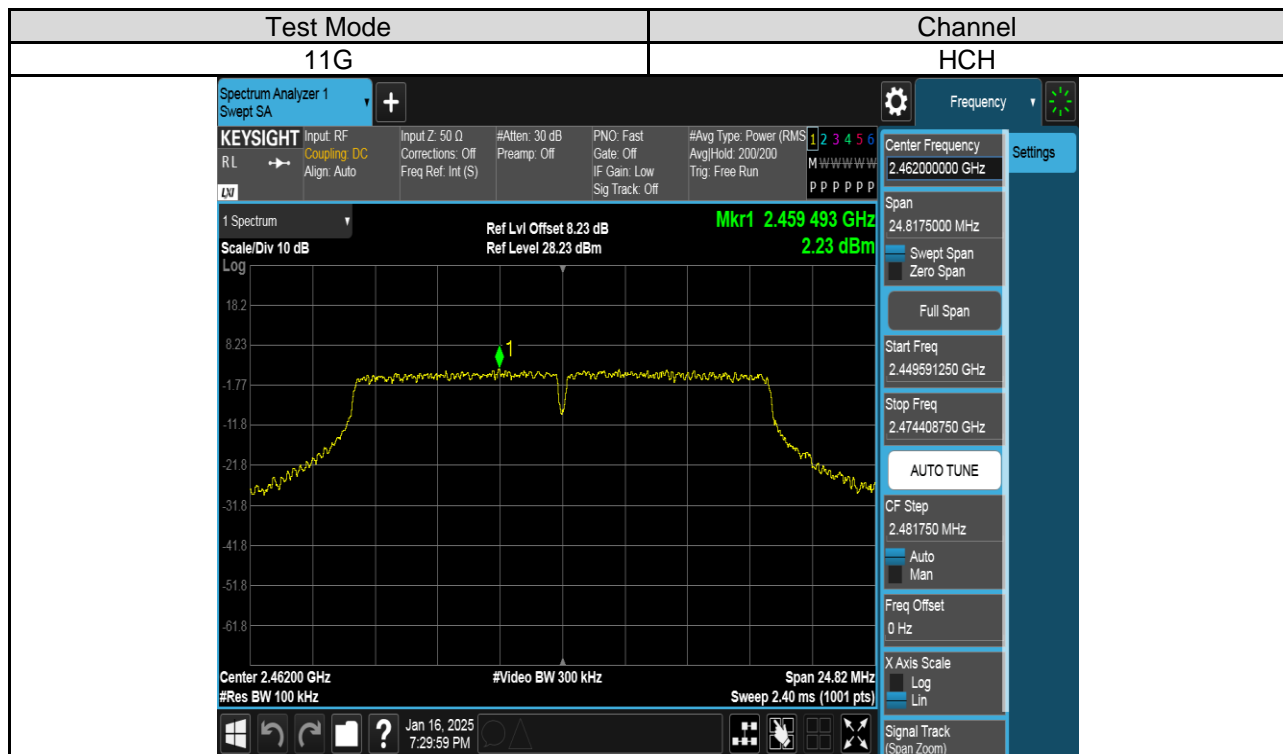 Test Mode Channel
11G HCH
Spectrum Analyzer 1
Swept SA
+
Frequency
KEYSIGHT
R L
LXI
Input: RF
Coupling: DC
Align: Auto
Input Z: 50 Ω
Corrections: Off
Freq Ref: Int (S)
#Atten: 30 dB
Preamp: Off
PNO: Fast
Gate: Off
IF Gain: Low
Sig Track: Off
#Avg Type: Power (RMS
Avg|Hold: 200/200
Trig: Free Run
1 2 3 4 5 6
M W W W W W
P P P P P P
1 Spectrum
Scale/Div 10 dB
Log
Ref Lvl Offset 8.23 dB
Ref Level 28.23 dBm
Mkr1 2.459 493 GHz
2.23 dBm
18.2
8.23
-1.77
-11.8
-21.8
-31.8
-41.8
-51.8
-61.8
1
Center 2.46200 GHz
#Res BW 100 kHz
#Video BW 300 kHz
Span 24.82 MHz
Sweep 2.40 ms (1001 pts)
?
Jan 16, 2025
7:29:59 PM
Center Frequency
2.462000000 GHz
Settings
Span
24.8175000 MHz
Swept Span
Zero Span
Full Span
Start Freq
2.449591250 GHz
Stop Freq
2.474408750 GHz
AUTO TUNE
CF Step
2.481750 MHz
Auto
Man
Freq Offset
0 Hz
X Axis Scale
Log
Lin
Signal Track
(Span Zoom)